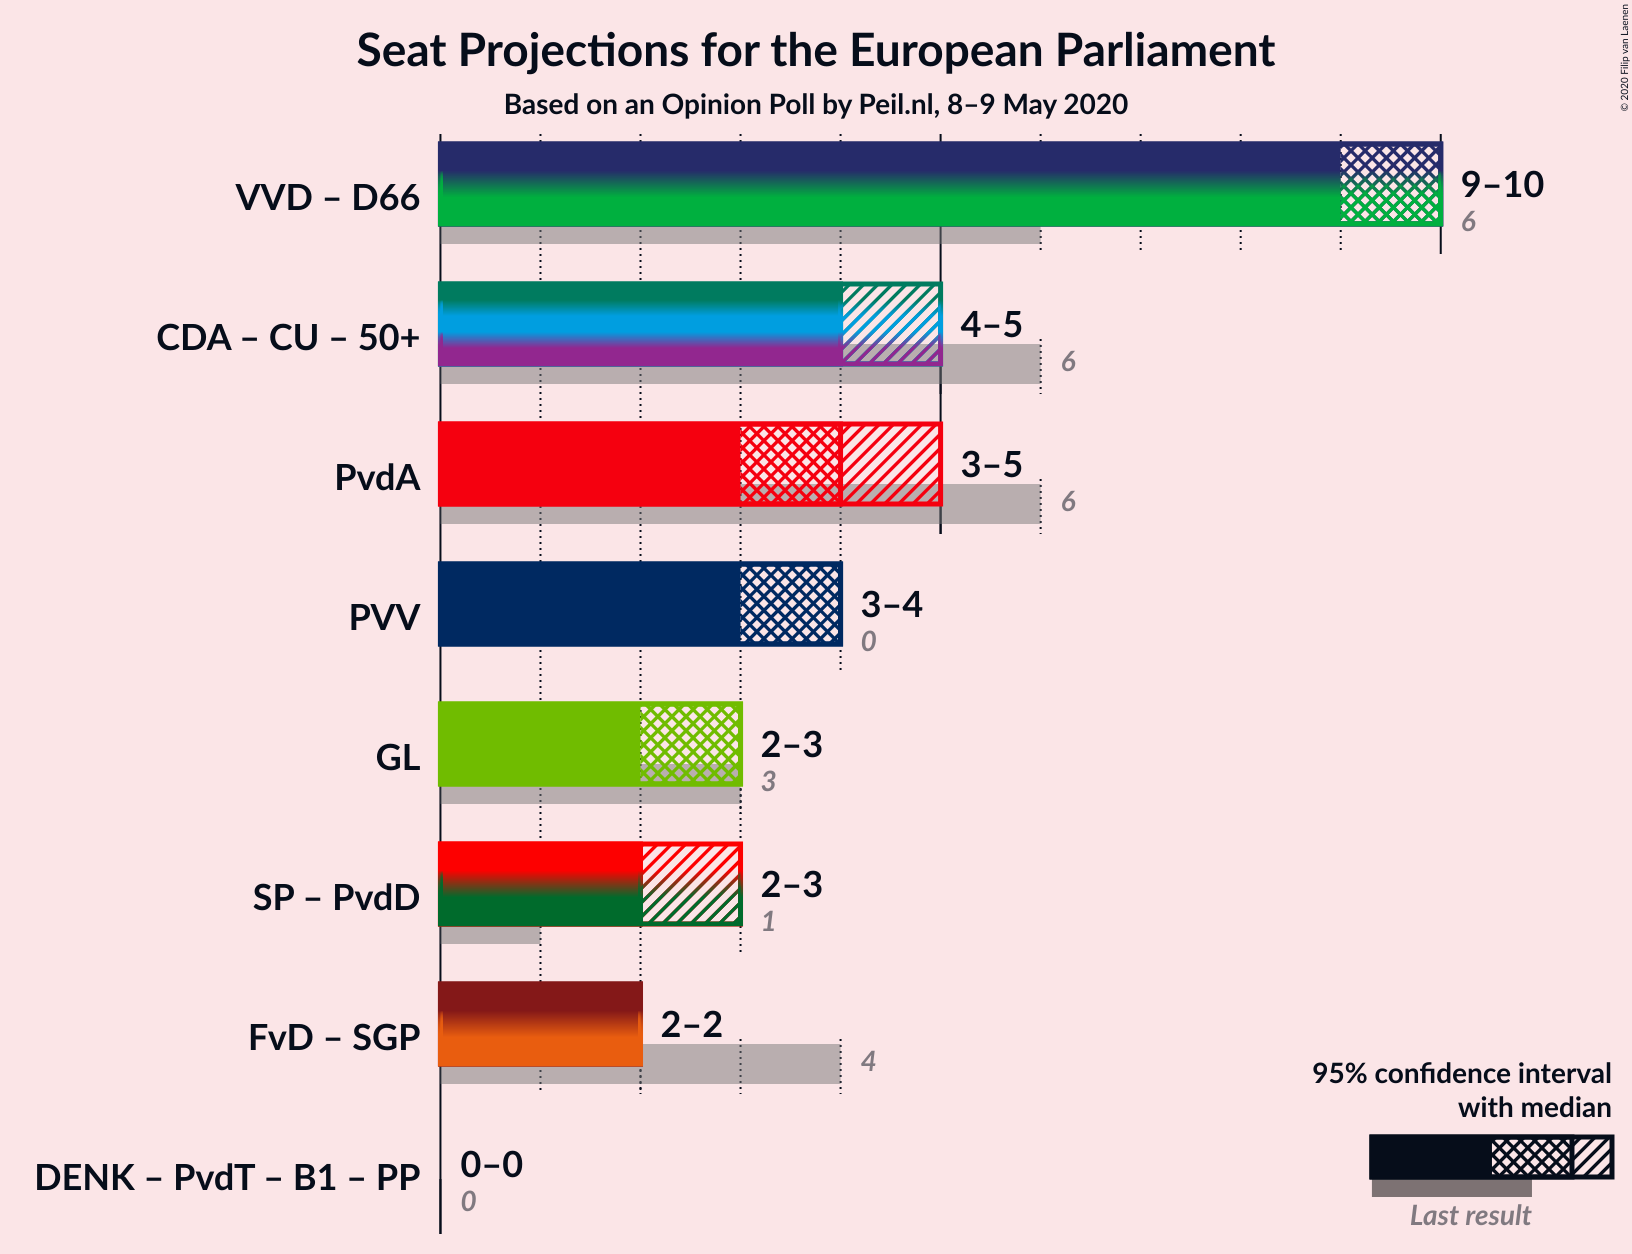 Seat Projections for the European Parliament
Based on an Opinion Poll by Peil.nl, 8–9 May 2020
© 2020 Filip van Laenen
VVD – D66
9–10
6
CDA – CU – 50+
4–5
6
PvdA
3–5
6
PVV
3–4
0
GL
2–3
3
SP – PvdD
2–3
1
FvD – SGP
2–2
4
DENK – PvdT – B1 – PP
0–0
0
95% confidence interval
with median
Last result